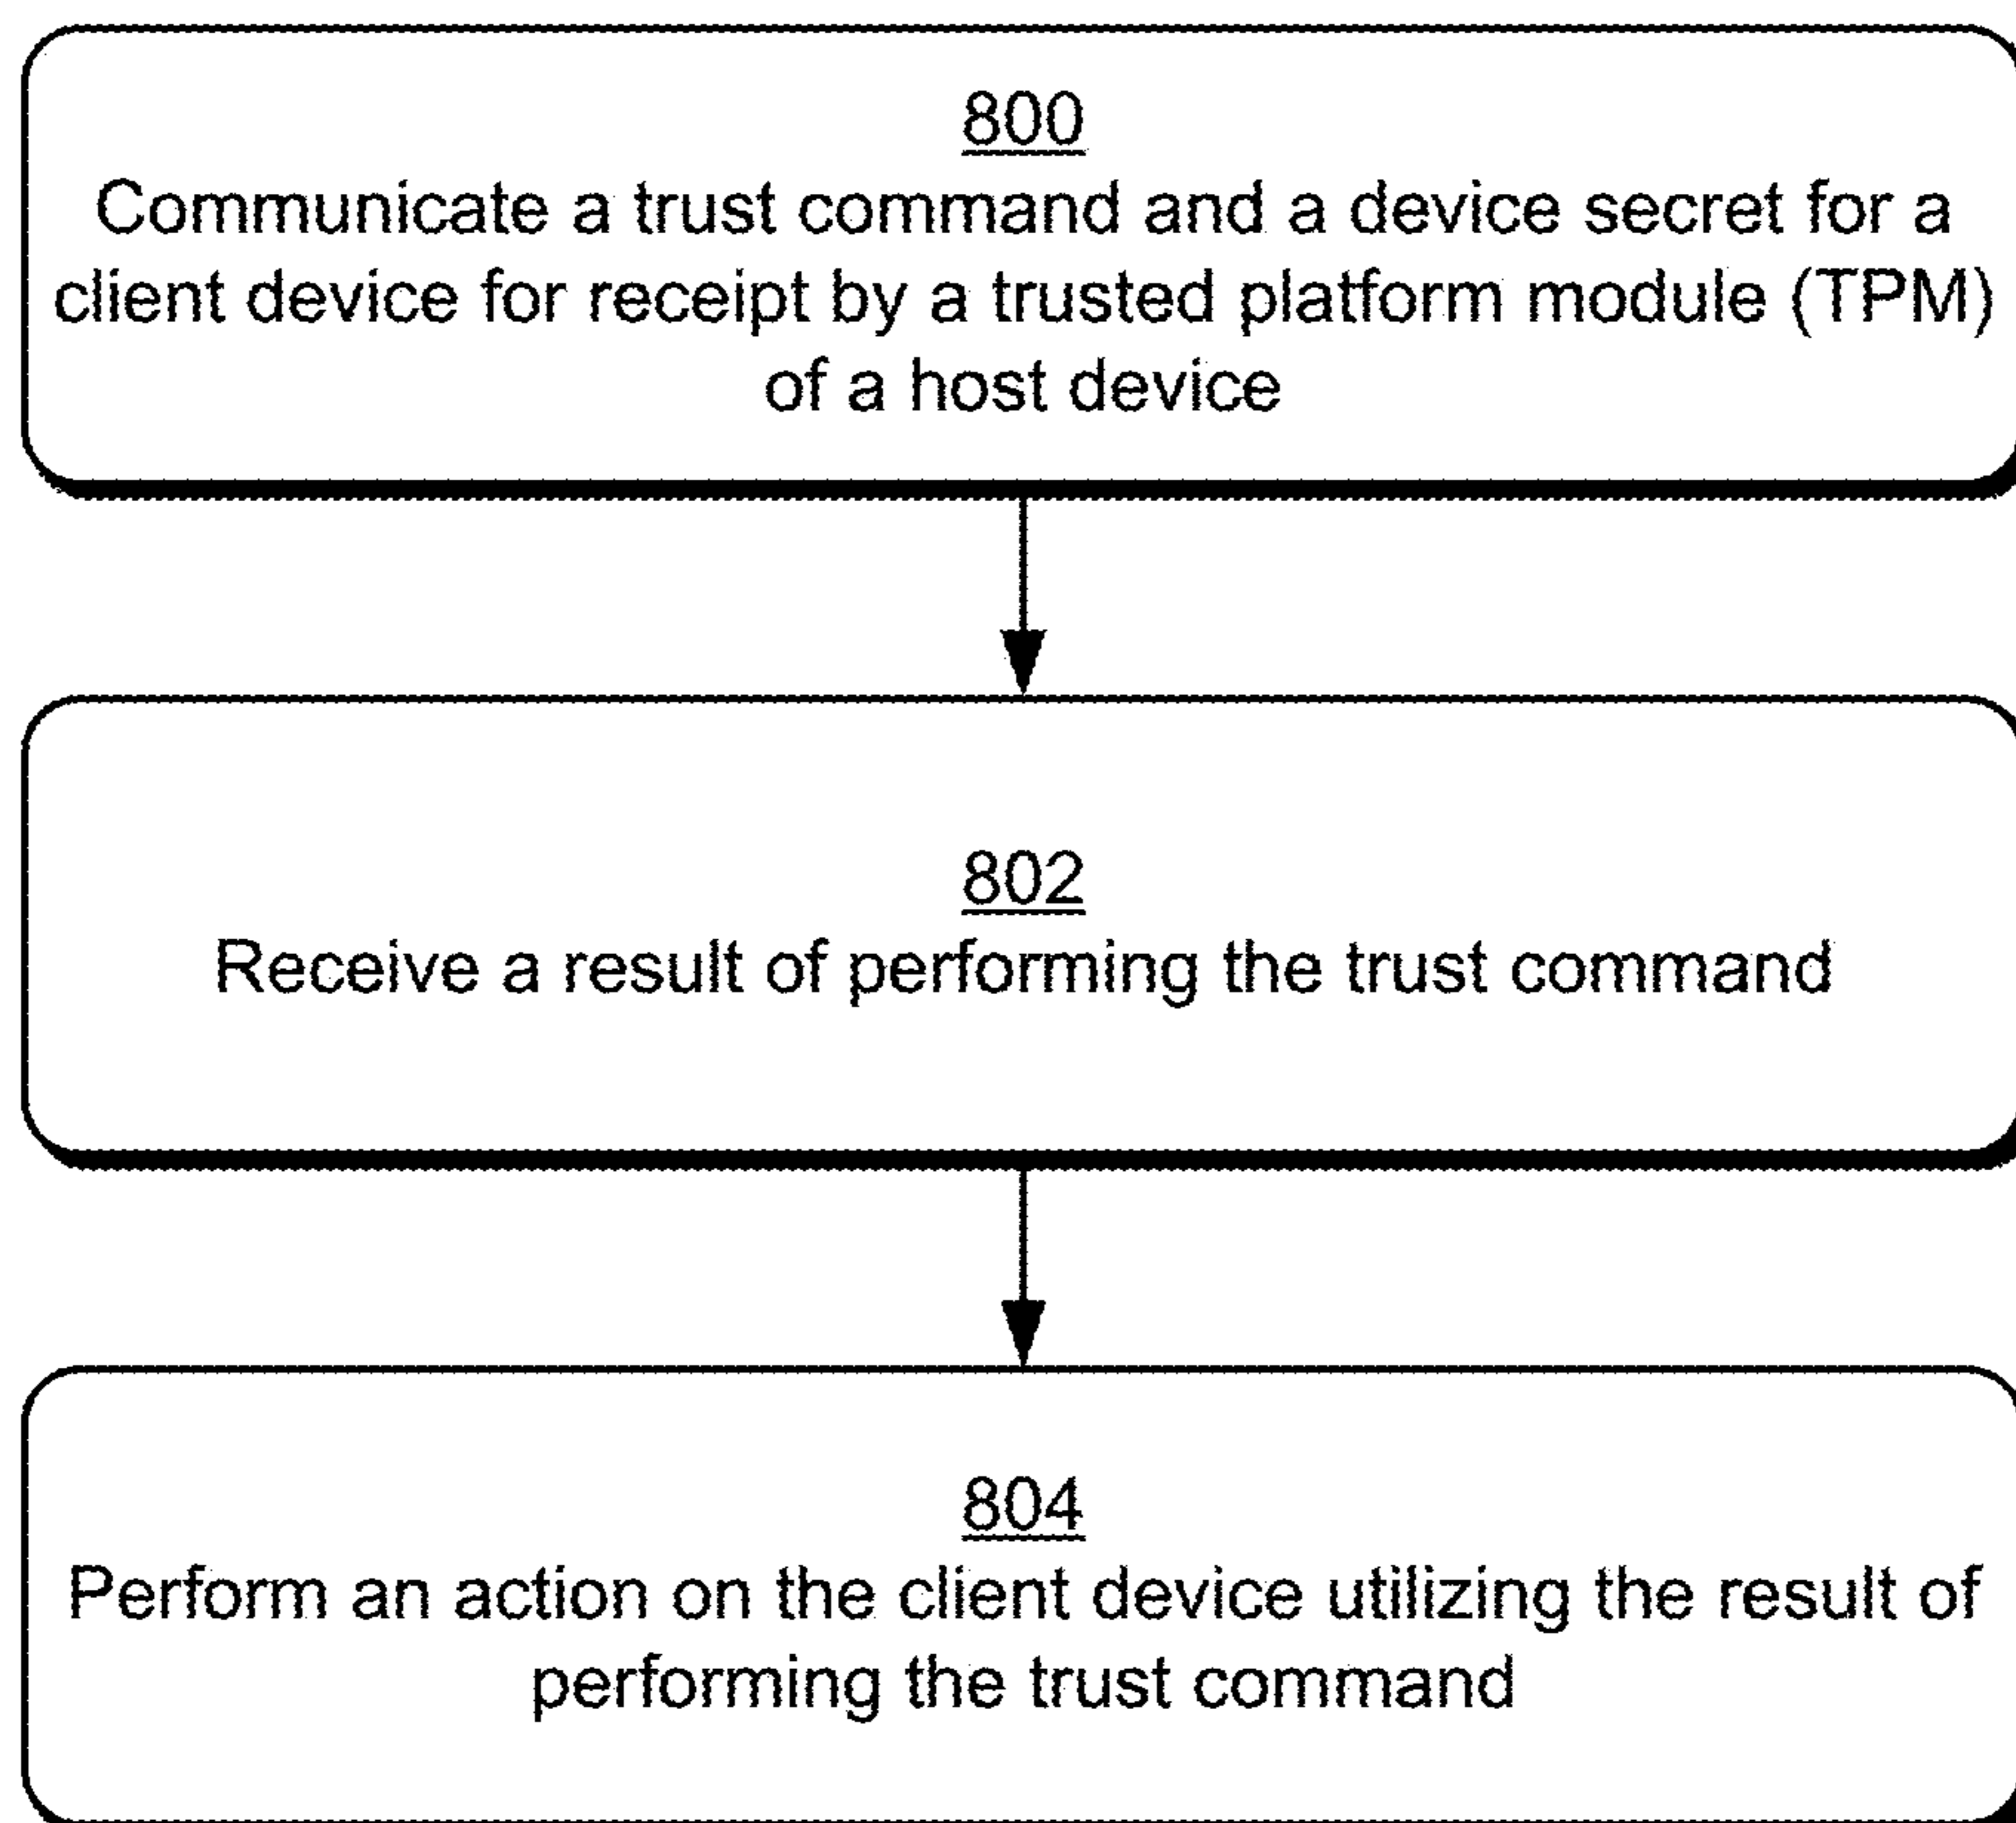 800
Communicate a trust command and a device secret for a
client device for receipt by a trusted platform module (TPM)
of a host device
802
Receive a result of performing the trust command
804
Perform an action on the client device utilizing the result of
performing the trust command